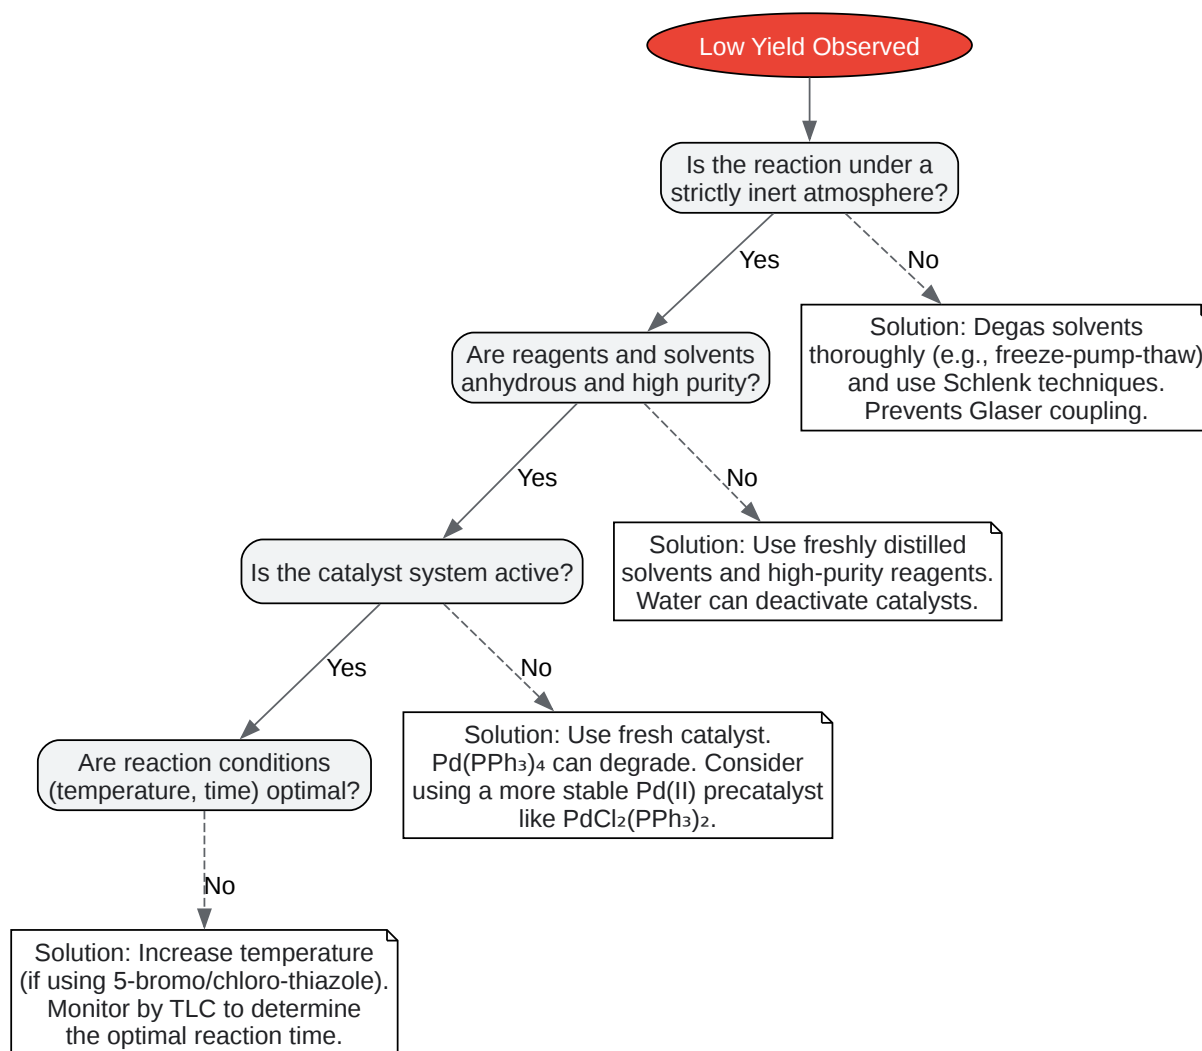 Low Yield Observed
Is the reaction under a
strictly inert atmosphere?
Yes
No
Solution: Degas solvents
thoroughly (e.g., freeze-pump-thaw)
and use Schlenk techniques.
Prevents Glaser coupling.
Are reagents and solvents
anhydrous and high purity?
Yes
No
Solution: Use freshly distilled
solvents and high-purity reagents.
Water can deactivate catalysts.
Is the catalyst system active?
Yes
No
Solution: Use fresh catalyst.
Pd(PPh₃)₄ can degrade. Consider
using a more stable Pd(II) precatalyst
like PdCl₂(PPh₃)₂.
Are reaction conditions
(temperature, time) optimal?
No
Solution: Increase temperature
(if using 5-bromo/chloro-thiazole).
Monitor by TLC to determine
the optimal reaction time.